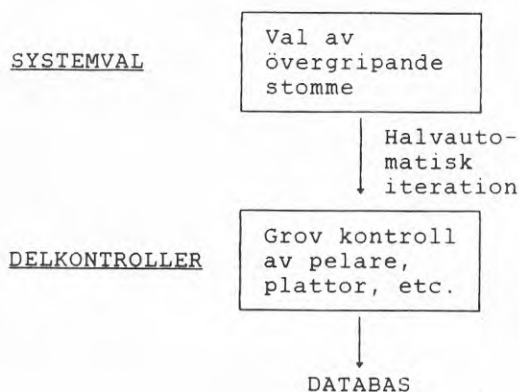 SYSTEMVAL
Val av
övergripande
stomme
Halvauto-
matisk
iteration
DELKONTROLLER
Grov kontroll
av pelare,
plattor, etc.
DATABAS